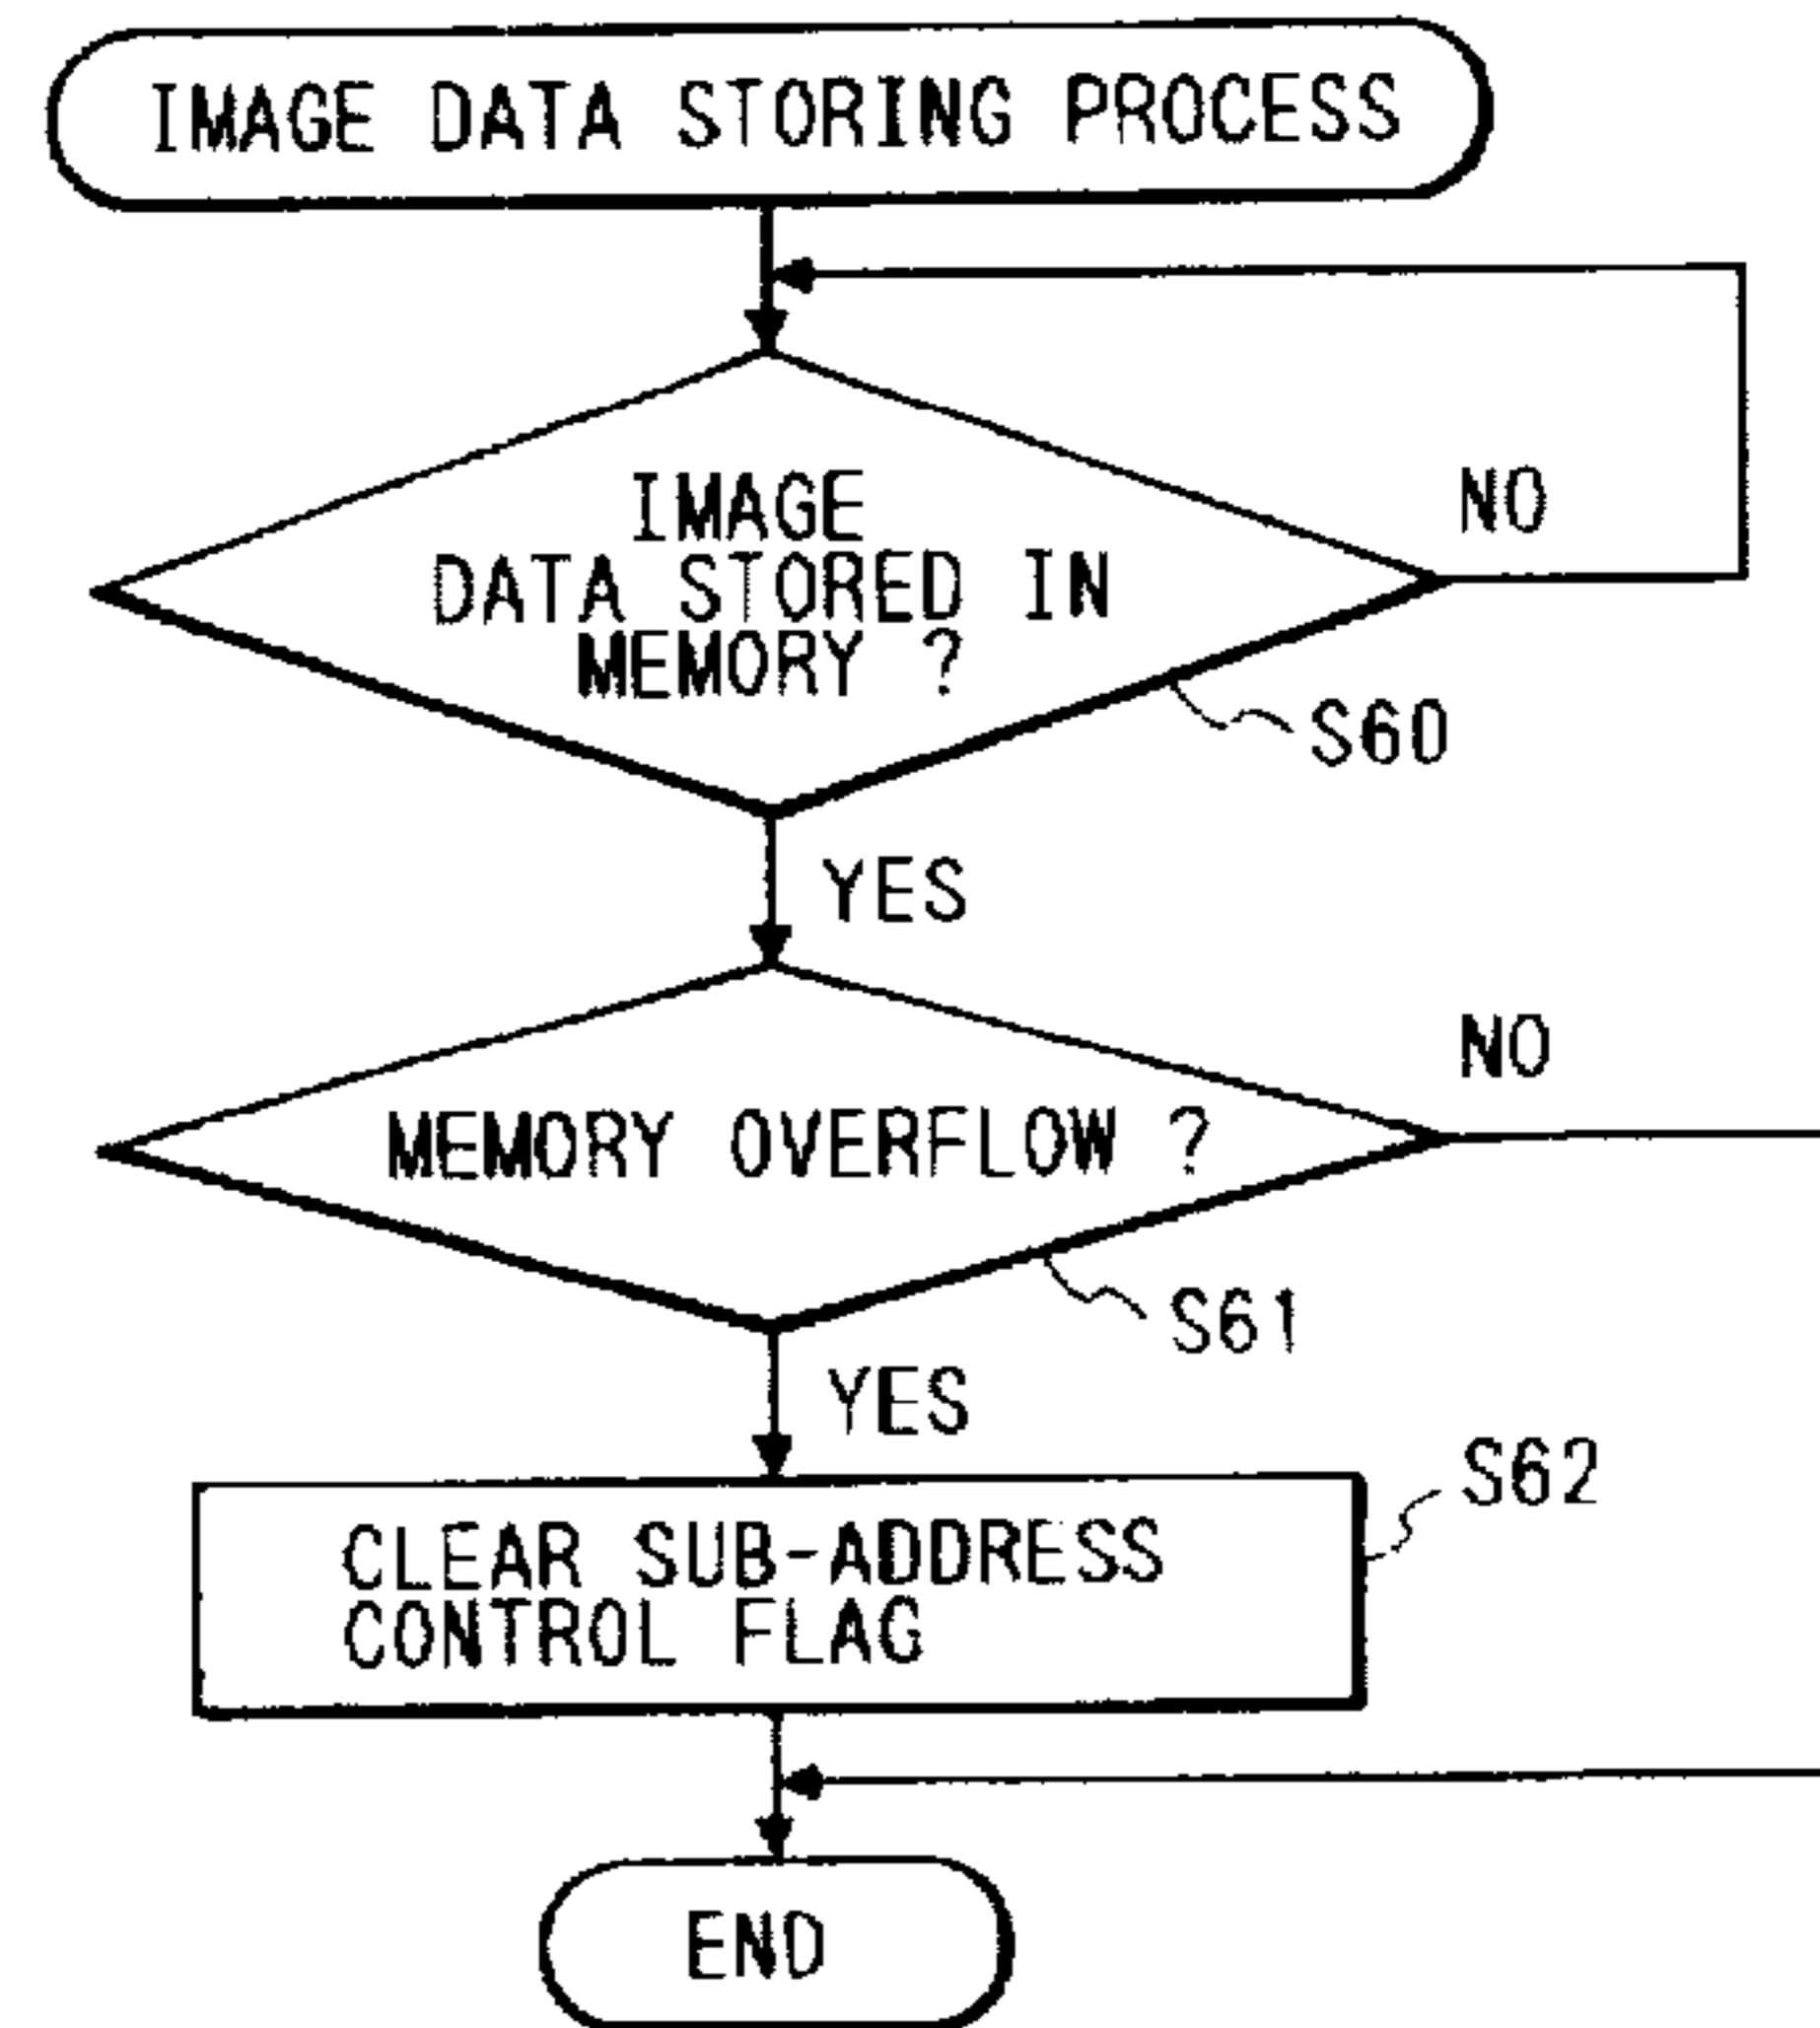 IMAGE DATA STORING PROCESS
IMAGE
DATA STORED IN
MEMORY ?
NO
S60
YES
MEMORY OVERFLOW ?
NO
S61
YES
S62
CLEAR SUB-ADDRESS
CONTROL FLAG
END